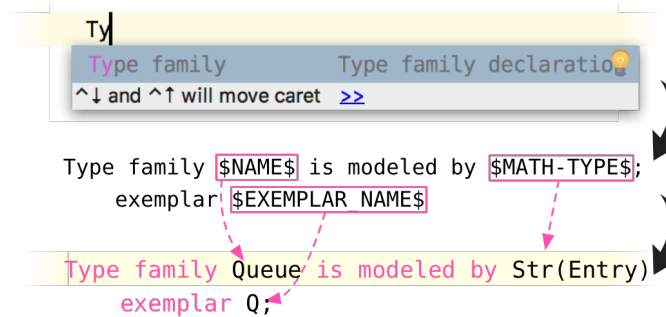 Ty
Type family Type family declaratio
^↓ and ^↑ will move caret >>
Type family $NAME$ is modeled by $MATH-TYPE$;
exemplar $EXEMPLAR_NAME$
Type family Queue is modeled by Str(Entry)
exemplar Q;